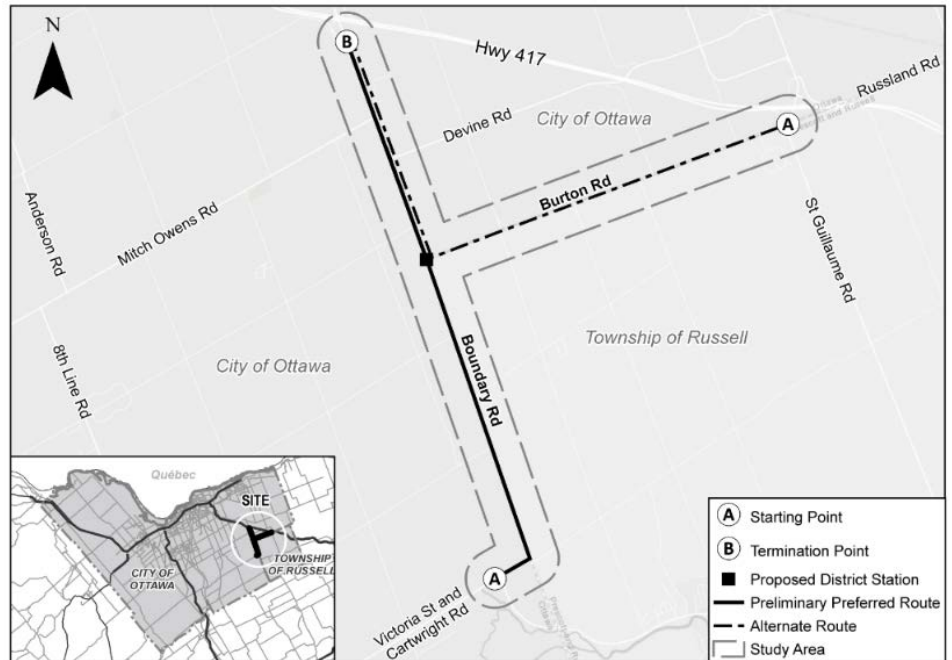 N
B
Hwy 417
Russland Rd
Ottawa
A
Devine Rd
City of Ottawa
Burton Rd
Anderson Rd
Mitch Owens Rd
St Guillaume Rd
Boundary Rd
Township of Russell
City of Ottawa
8th Line Rd
Québec
SITE
CITY OF
OTTAWA
TOWNSHIP
OF RUSSELL
A
Victoria St and
Cartwright Rd
A Starting Point
B Termination Point
Proposed District Station
Preliminary Preferred Route
Alternate Route
Study Area